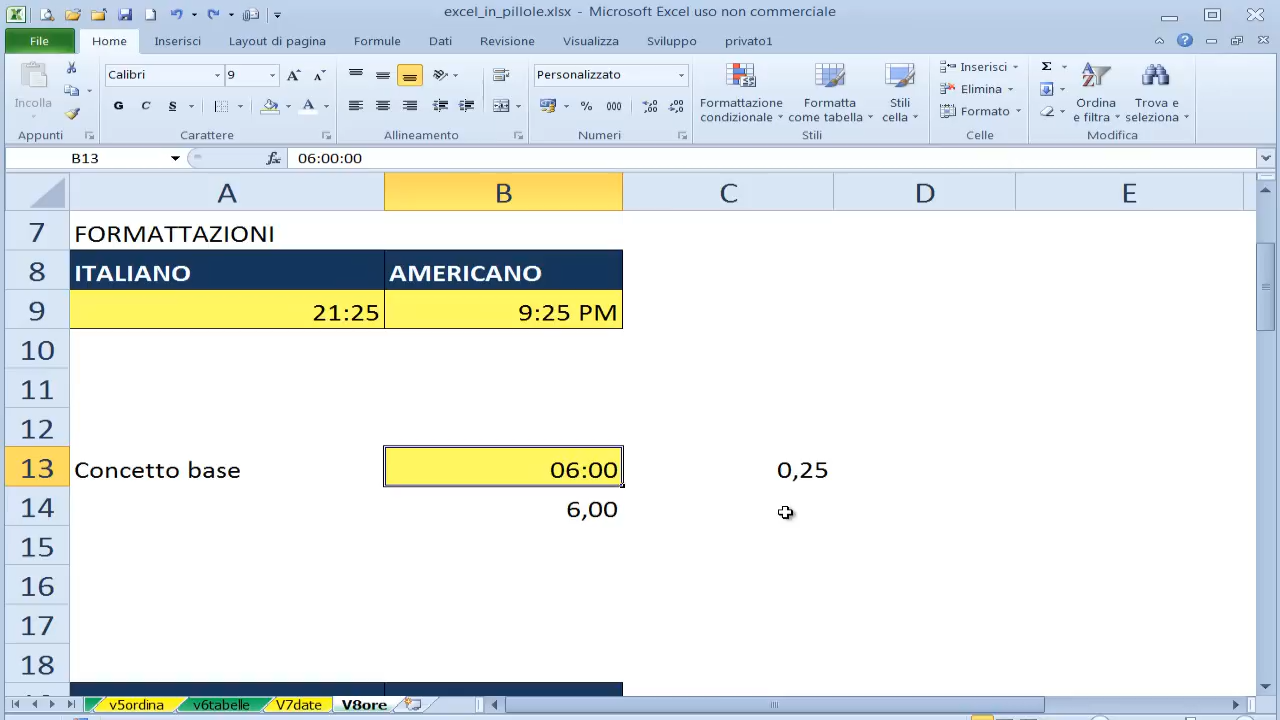 excel_in_pillole.xlsx - Microsoft Excel uso non commerciale
File Home Inserisci Layout di pagina Formule Dati Revisione Visualizza Sviluppo privato1
Incolla
Appunti
Calibri 9
G C S
Carattere
Allineamento
Personalizzato
% 000
Numeri
Formattazione condizionale
Formatta come tabella
Stili cella
Stili
Inserisci
Elimina
Formato
Celle
Σ
Ordina e filtra
Trova e seleziona
Modifica
B13 fx 06:00:00
A B C D E
7 FORMATTAZIONI
8 ITALIANO AMERICANO
9 21:25 9:25 PM
10
11
12
13 Concetto base 06:00 0,25
14 6,00
15
16
17
18
v5ordina v6tabelle V7date V8ore